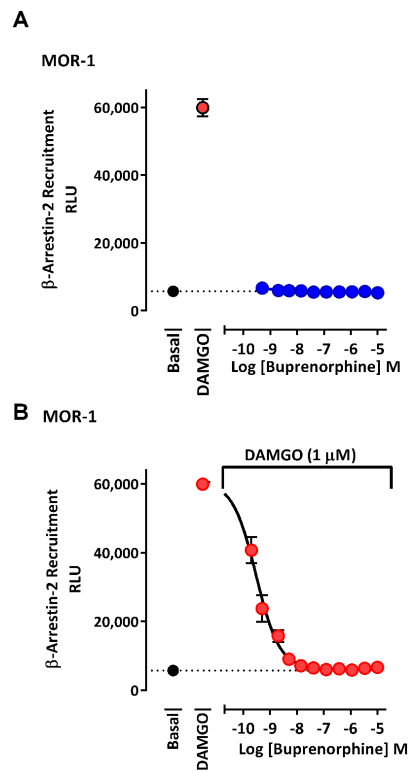 A
MOR-1
β-Arrestin-2 Recruitment
RLU
60,000
40,000
20,000
0
Basal
DAMGO
-10 -9 -8 -7 -6 -5
Log [Buprenorphine] M
B
MOR-1
DAMGO (1 μM)
β-Arrestin-2 Recruitment
RLU
60,000
40,000
20,000
0
Basal
DAMGO
-10 -9 -8 -7 -6 -5
Log [Buprenorphine] M